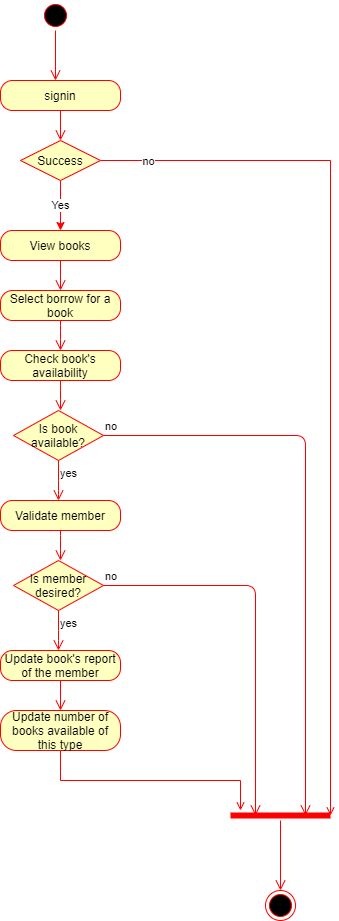 signin
Success
no
Yes
View books
Select borrow for a
book
Check book's
availability
Is book
available?
no
yes
Validate member
Is member
desired?
no
yes
Update book's report
of the member
Update number of
books available of
this type